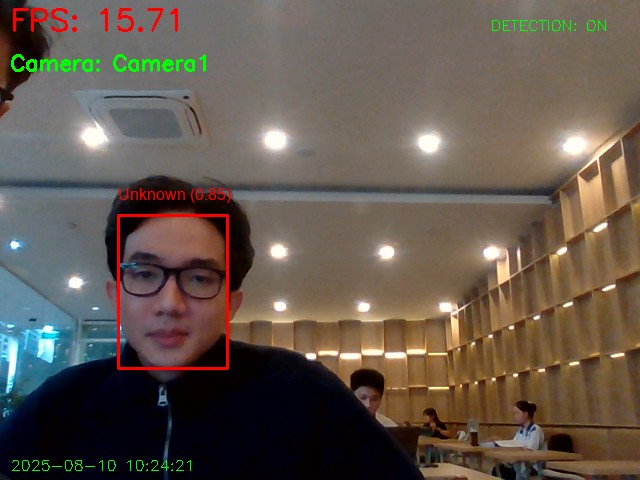 FPS: 15.71
DETECTION: ON
Camera: Camera1
Unknown (0.85)
2025-08-10 10:24:21